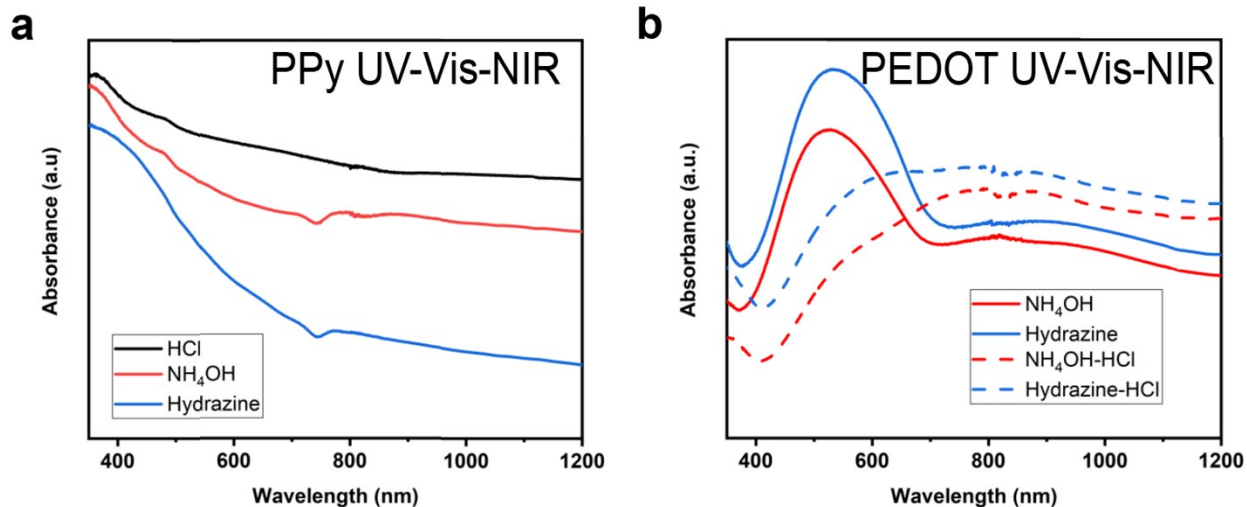 a
PPy UV-Vis-NIR
Absorbance (a.u)
HCl
NH₄OH
Hydrazine
400 600 800 1000 1200
Wavelength (nm)
b
PEDOT UV-Vis-NIR
Absorbance (a.u.)
NH₄OH
Hydrazine
NH₄OH-HCl
Hydrazine-HCl
400 600 800 1000 1200
Wavelength (nm)